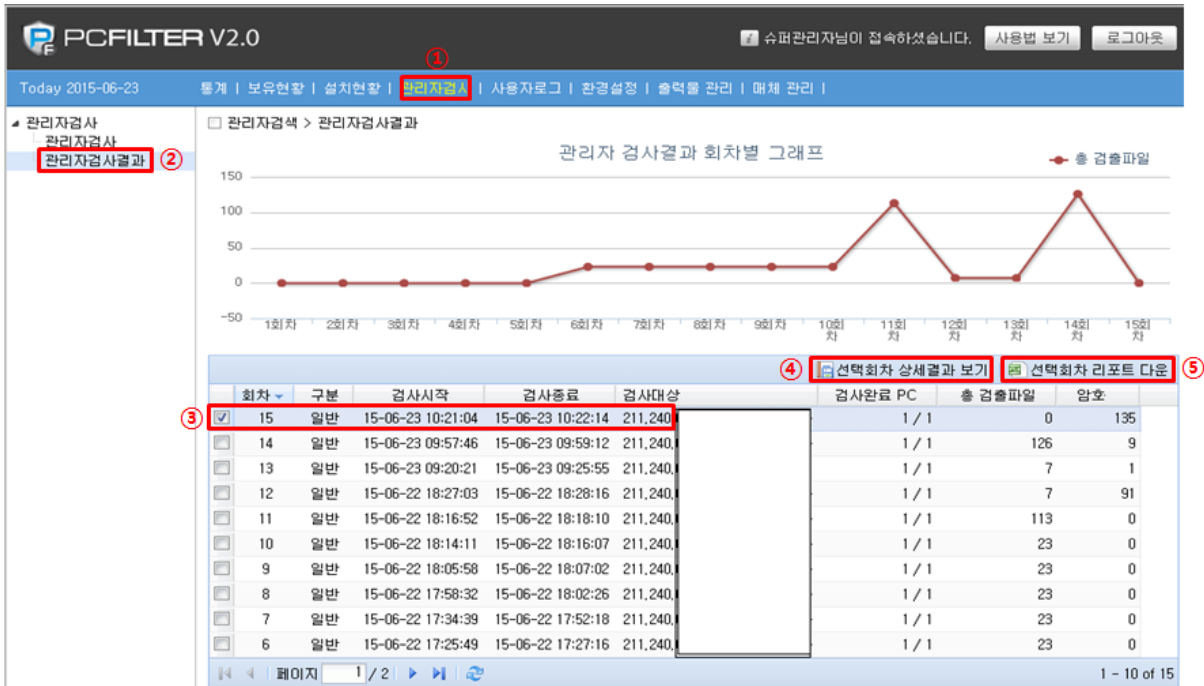 PCFILTER V2.0
슈퍼관리자님이 접속하셨습니다. 사용법 보기 로그아웃
①
Today 2015-06-23 통계 | 보유현황 | 설치현황 | 관리자검사 | 사용자로그 | 환경설정 | 출력물 관리 | 매체 관리 |
관리자검사
관리자검사
관리자검사결과 ②
관리자검색 > 관리자검사결과
관리자 검사결과 회차별 그래프
총 검출파일
150
100
50
0
-50
1회차 2회차 3회차 4회차 5회차 6회차 7회차 8회차 9회차 10회차 11회차 12회차 13회차 14회차 15회차
④ 선택회차 상세결과 보기 선택회차 리포트 다운 ⑤
회차 구분 검사시작 검사종료 검사대상 검사완료 PC 총 검출파일 암호
③ 15 일반 15-06-23 10:21:04 15-06-23 10:22:14 211,240, 1 / 1 0 135
14 일반 15-06-23 09:57:46 15-06-23 09:59:12 211,240, 1 / 1 126 9
13 일반 15-06-23 09:20:21 15-06-23 09:25:55 211,240, 1 / 1 7 1
12 일반 15-06-22 18:27:03 15-06-22 18:28:16 211,240, 1 / 1 7 91
11 일반 15-06-22 18:16:52 15-06-22 18:18:10 211,240, 1 / 1 113 0
10 일반 15-06-22 18:14:11 15-06-22 18:16:07 211,240, 1 / 1 23 0
9 일반 15-06-22 18:05:58 15-06-22 18:07:02 211,240, 1 / 1 23 0
8 일반 15-06-22 17:58:32 15-06-22 18:02:26 211,240, 1 / 1 23 0
7 일반 15-06-22 17:34:39 15-06-22 17:52:18 211,240, 1 / 1 23 0
6 일반 15-06-22 17:25:49 15-06-22 17:27:16 211,240, 1 / 1 23 0
페이지 1 / 2 1 - 10 of 15